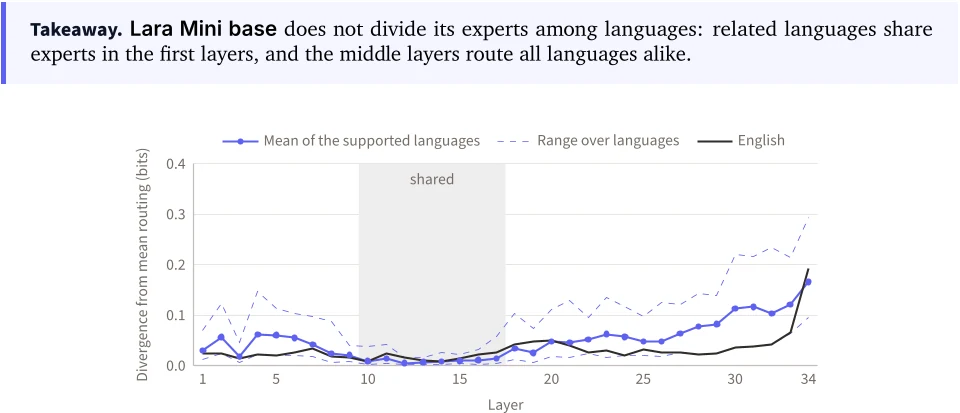 Takeaway. Lara Mini base does not divide its experts among languages: related languages share
experts in the first layers, and the middle layers route all languages alike.
Mean of the supported languages
Range over languages
English
Divergence from mean routing (bits)
0.4
0.3
0.2
0.1
0.0
shared
1
5
10
15
20
25
30
34
Layer